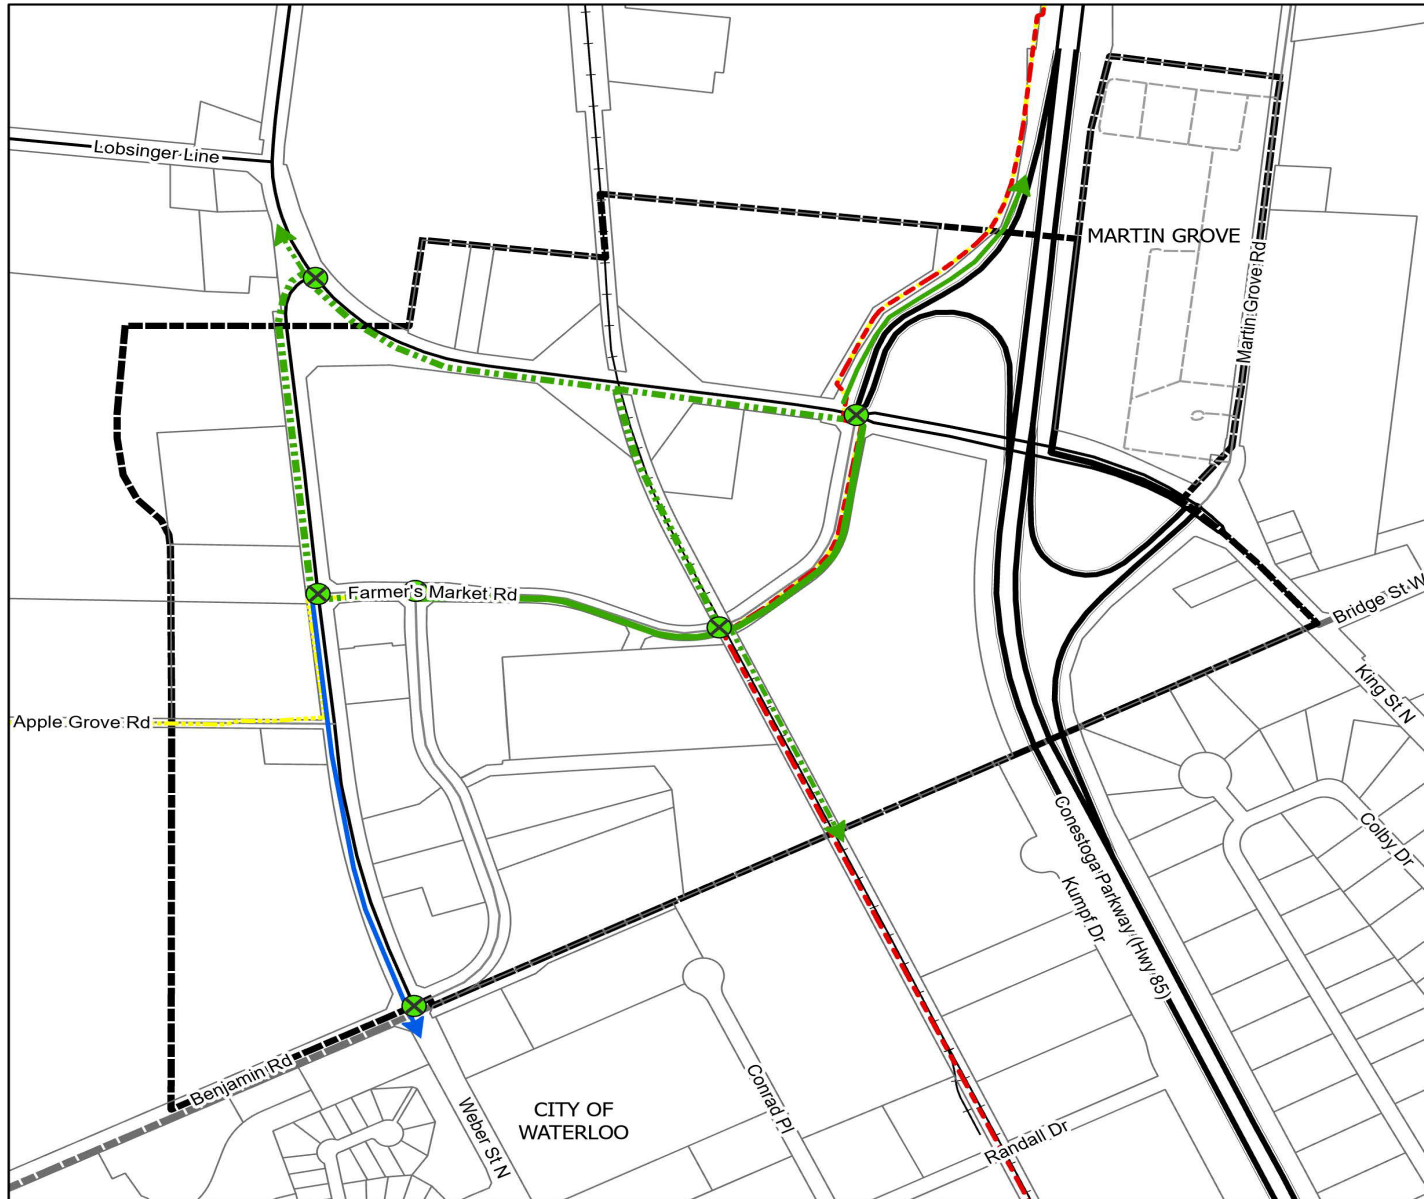 Lobsinger Line
MARTIN GROVE
Martin Grove Rd
Farmer's Market Rd
Bridge St W
King St N
Apple Grove Rd
Colby Dr
Conestoga Parkway (Hwy 85)
Kumpf Dr
Benjamin Rd
Weber St N
CITY OF
WATERLOO
Conrad Pl
Randall Dr